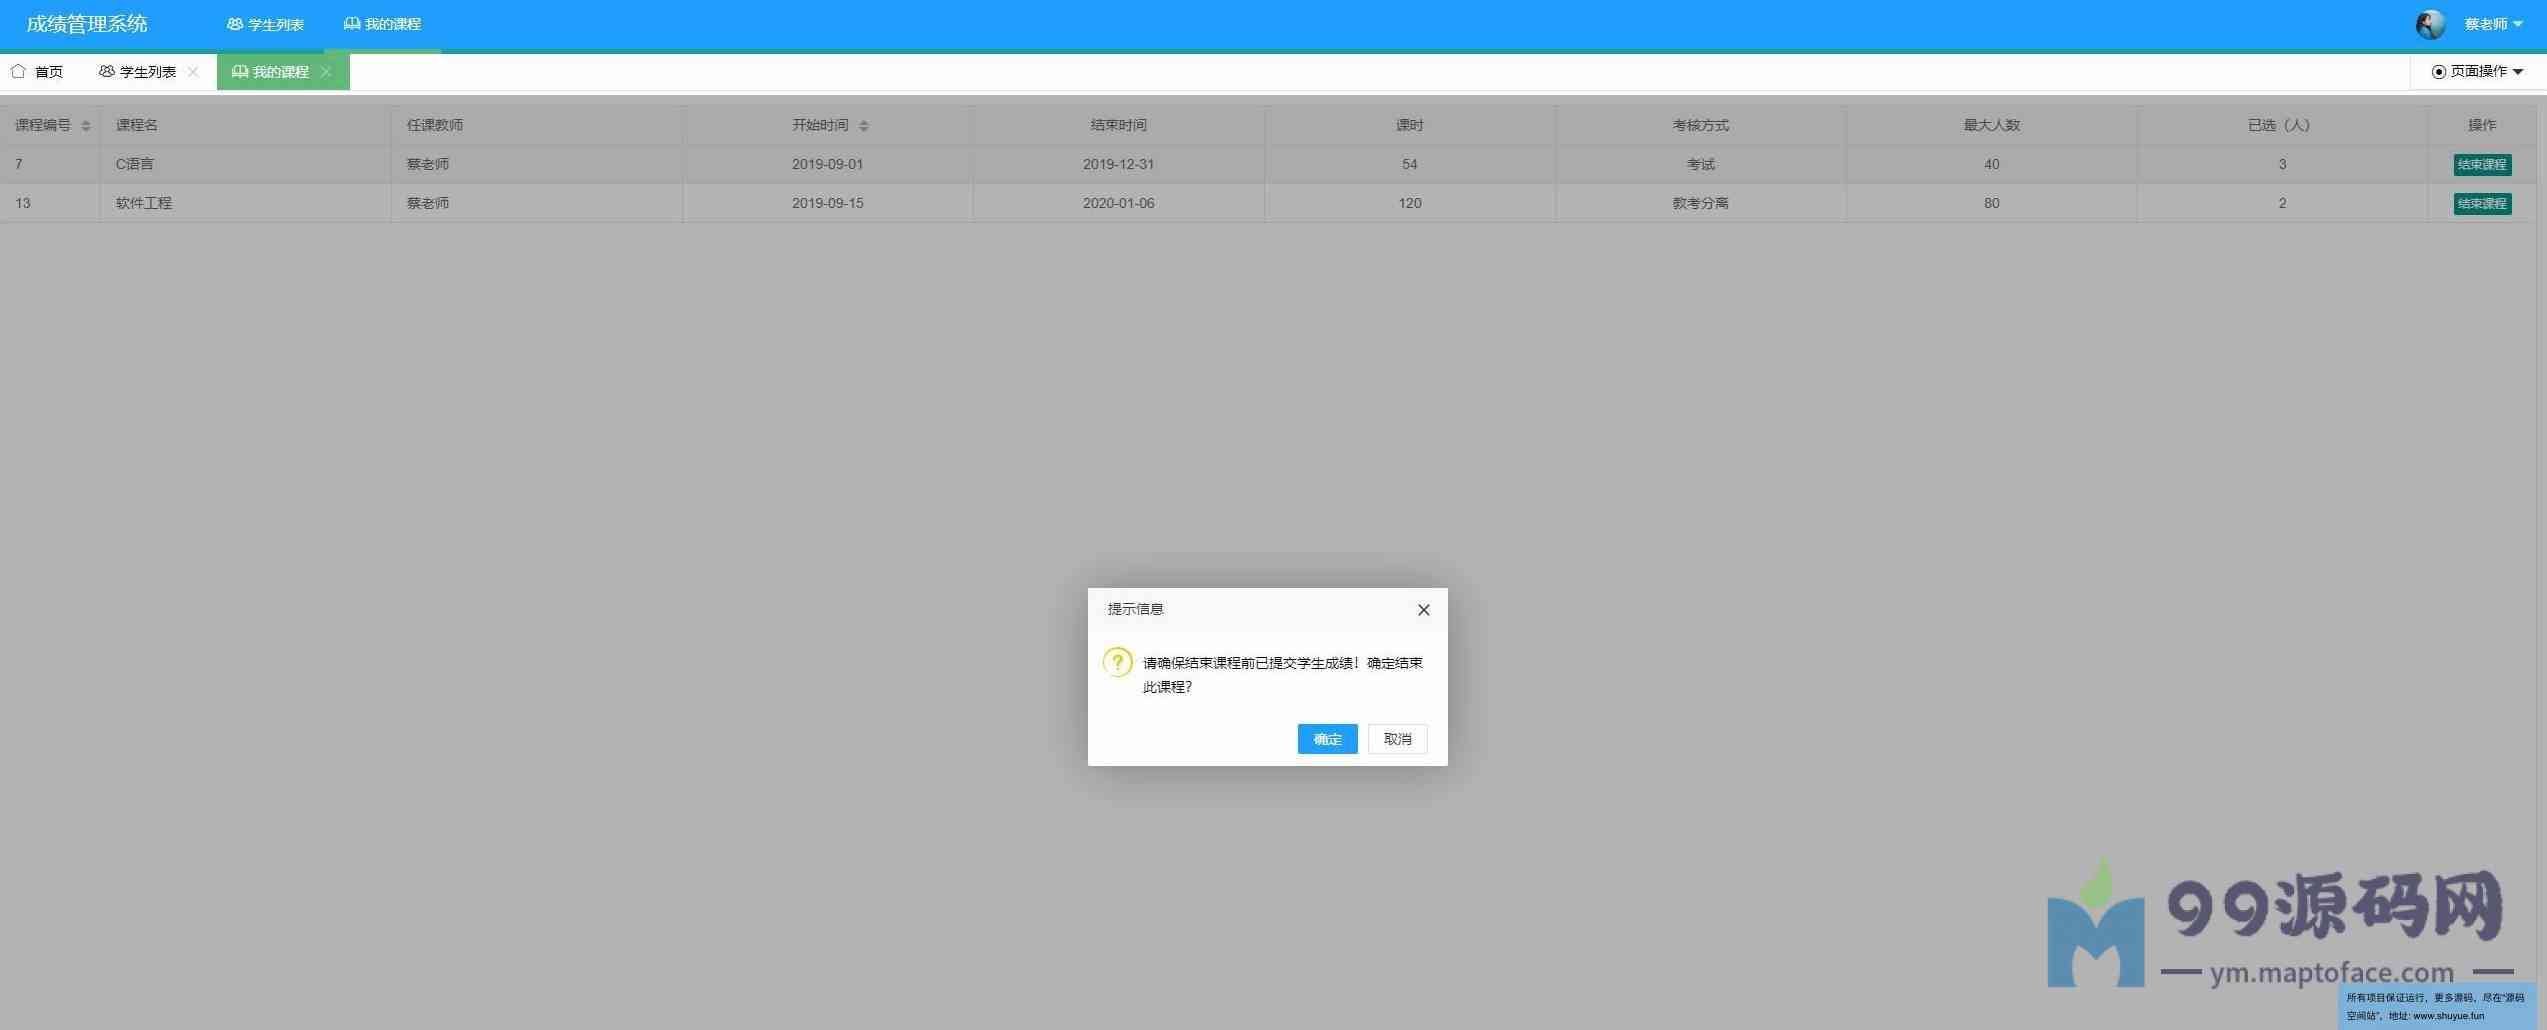 成绩管理系统 学生列表 我的课程 蔡老师
首页 学生列表 我的课程 页面操作
课程编号 课程名 任课教师 开始时间 结束时间 课时 考核方式 最大人数 已选（人） 操作
7 C语言 蔡老师 2019-09-01 2019-12-31 54 考试 40 3 结束课程
13 软件工程 蔡老师 2019-09-15 2020-01-06 120 教考分离 80 2 结束课程
提示信息
请确保结束课程前已提交学生成绩！确定结束
此课程？
确定 取消
99源码网
ym.maptoface.com
所有项目保证运行，更多源码，尽在"源码
空间站"，地址: www.shuyue.fun